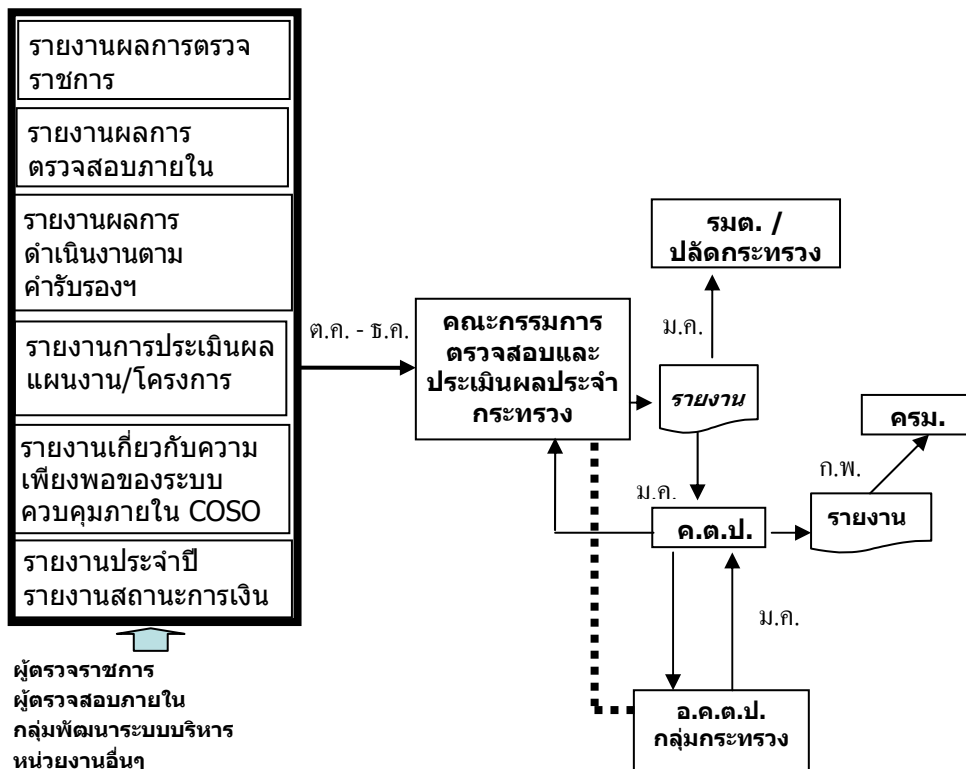 รายงานผลการตรวจ
ราชการ
รายงานผลการ
ตรวจสอบภายใน
รายงานผลการ
ดำเนินงานตาม
คำรับรองฯ
รายงานการประเมินผล
แผนงาน/โครงการ
รายงานเกี่ยวกับความ
เพียงพอของระบบ
ควบคุมภายใน COSO
รายงานประจำปี
รายงานสถานะการเงิน
ผู้ตรวจราชการ
ผู้ตรวจสอบภายใน
กลุ่มพัฒนาระบบบริหาร
หน่วยงานอื่นๆ
ต.ค. - ธ.ค.
คณะกรรมการ
ตรวจสอบและ
ประเมินผลประจำ
กระทรวง
รมต. /
ปลัดกระทรวง
ม.ค.
รายงาน
ม.ค.
ค.ต.ป.
รายงาน
ก.พ.
ครม.
ม.ค.
อ.ค.ต.ป.
กลุ่มกระทรวง